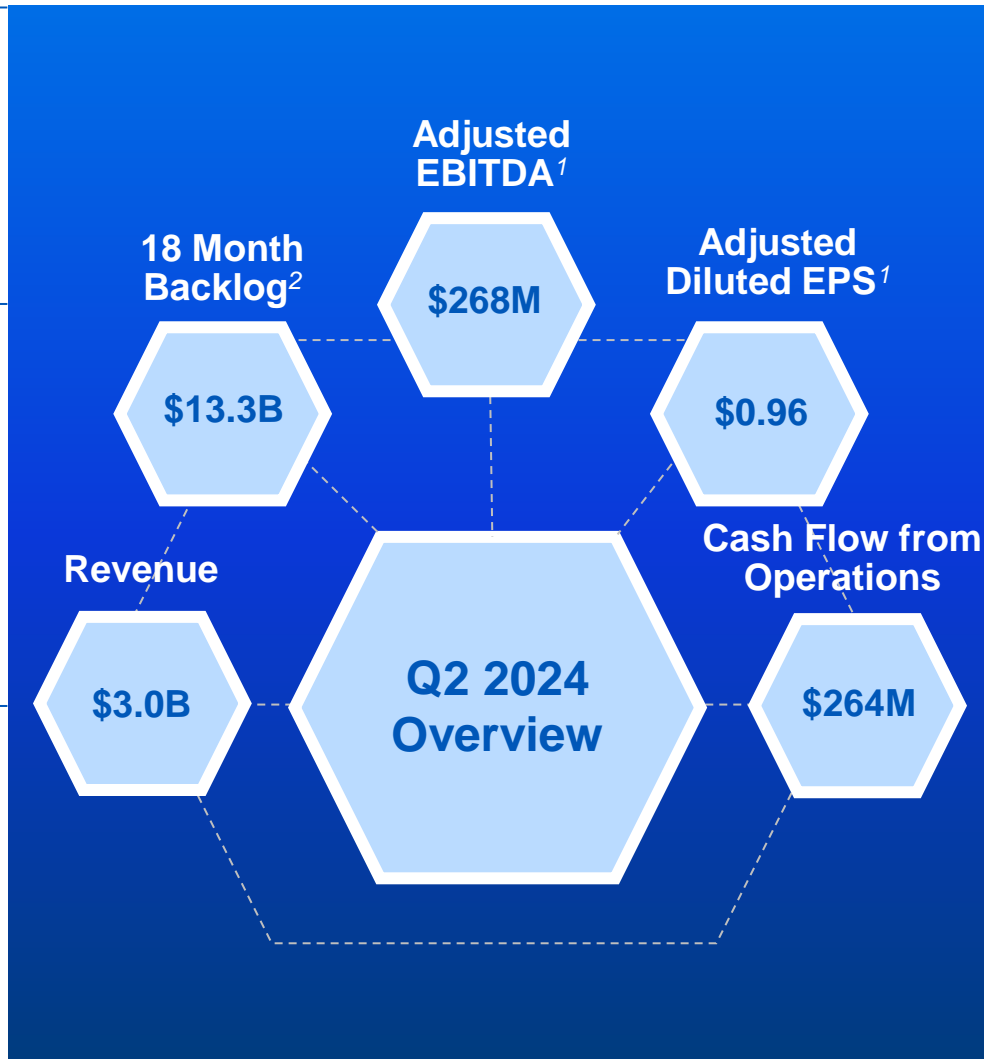 Adjusted
EBITDA1
$268M
18 Month
Backlog2
$13.3B
Adjusted
Diluted EPS1
$0.96
Revenue
$3.0B
Cash Flow from
Operations
$264M
Q2 2024
Overview